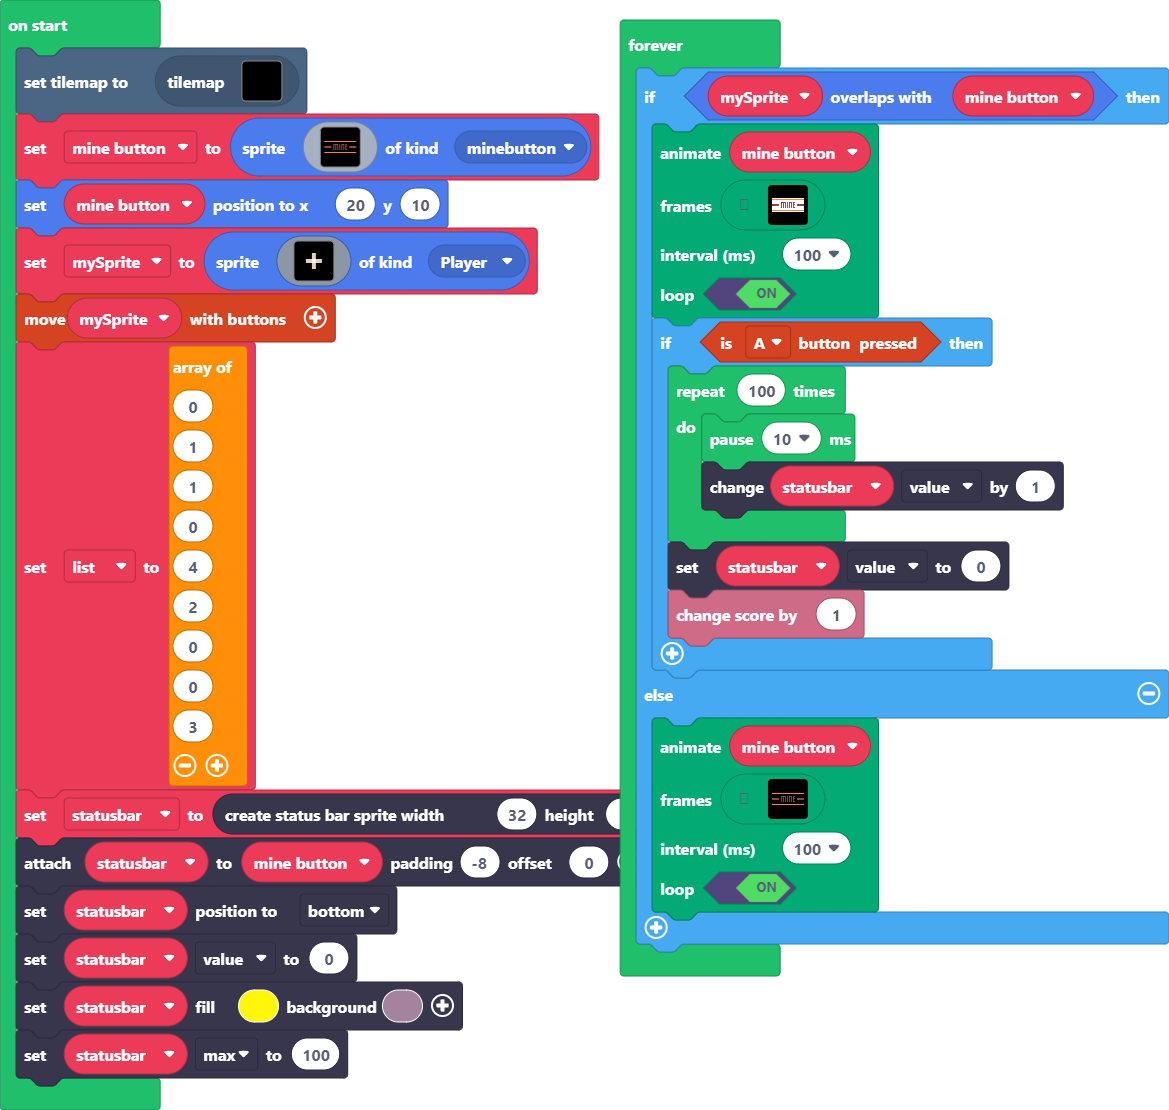 on start
set tilemap to tilemap
set mine button to sprite MINE of kind minebutton
set mine button position to x 20 y 10
set mySprite to sprite of kind Player
move mySprite with buttons
set list to array of
0
1
1
0
4
2
0
0
3
set statusbar to create status bar sprite width 32 height
attach statusbar to mine button padding -8 offset 0
set statusbar position to bottom
set statusbar value to 0
set statusbar fill background
set statusbar max to 100
forever
if mySprite overlaps with mine button then
animate mine button
frames MINE
interval (ms) 100
loop ON
if is A button pressed then
repeat 100 times
do pause 10 ms
change statusbar value by 1
set statusbar value to 0
change score by 1
else
animate mine button
frames MINE
interval (ms) 100
loop ON